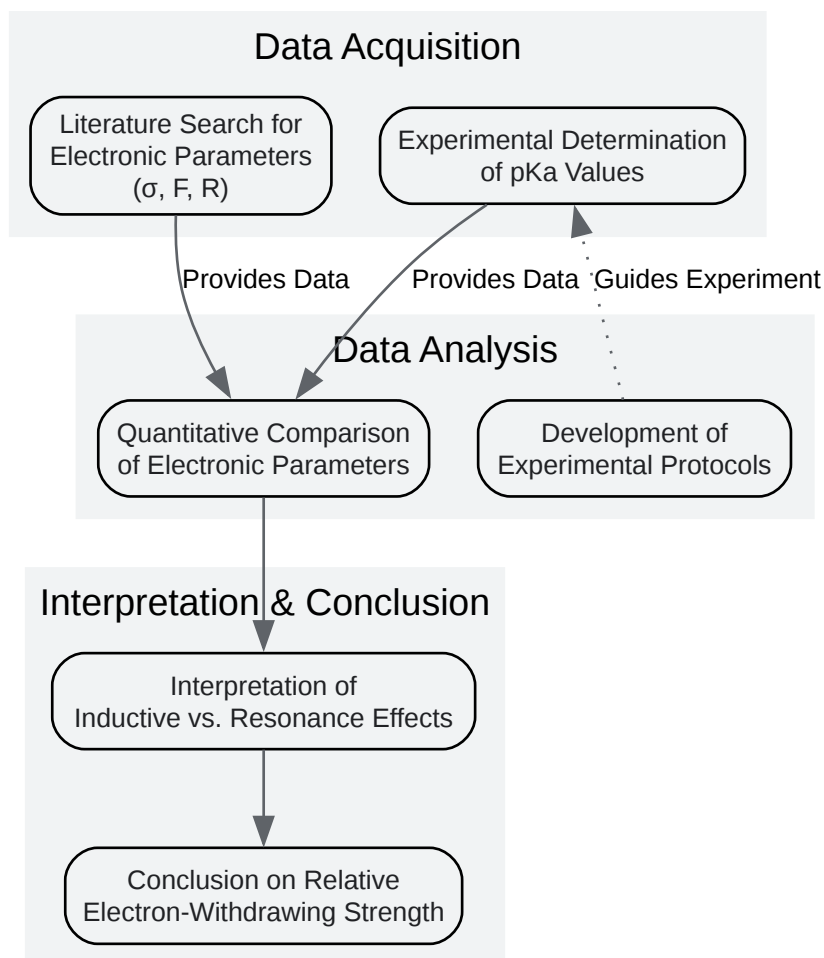 Data Acquisition
Literature Search for
Electronic Parameters
(σ, F, R)
Experimental Determination
of pKa Values
Provides Data
Provides Data
Guides Experiment
Data Analysis
Quantitative Comparison
of Electronic Parameters
Development of
Experimental Protocols
Interpretation & Conclusion
Interpretation of
Inductive vs. Resonance Effects
Conclusion on Relative
Electron-Withdrawing Strength